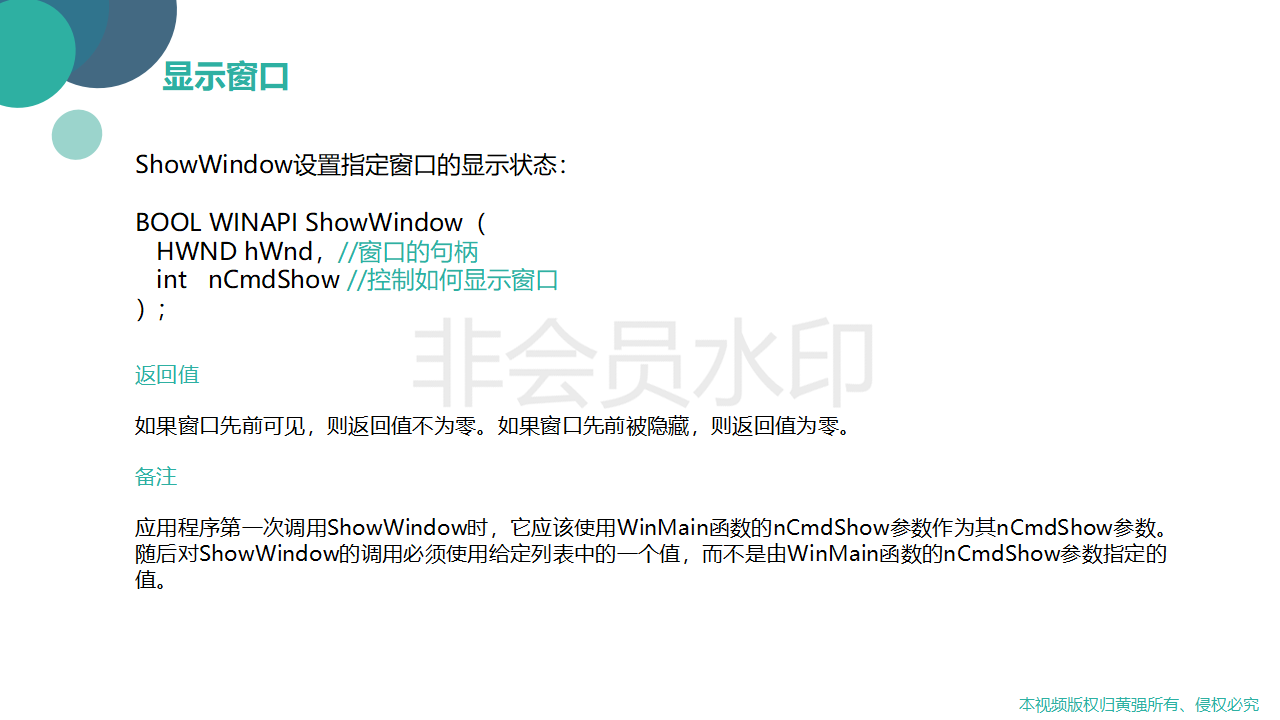 显示窗口
ShowWindow设置指定窗口的显示状态：
BOOL WINAPI ShowWindow（
HWND hWnd，//窗口的句柄
int nCmdShow //控制如何显示窗口
）；
非会员水印
返回值
如果窗口先前可见，则返回值不为零。如果窗口先前被隐藏，则返回值为零。
备注
应用程序第一次调用ShowWindow时，它应该使用WinMain函数的nCmdShow参数作为其nCmdShow参数。
随后对ShowWindow的调用必须使用给定列表中的一个值，而不是由WinMain函数的nCmdShow参数指定的
值。
本视频版权归黄强所有、侵权必究